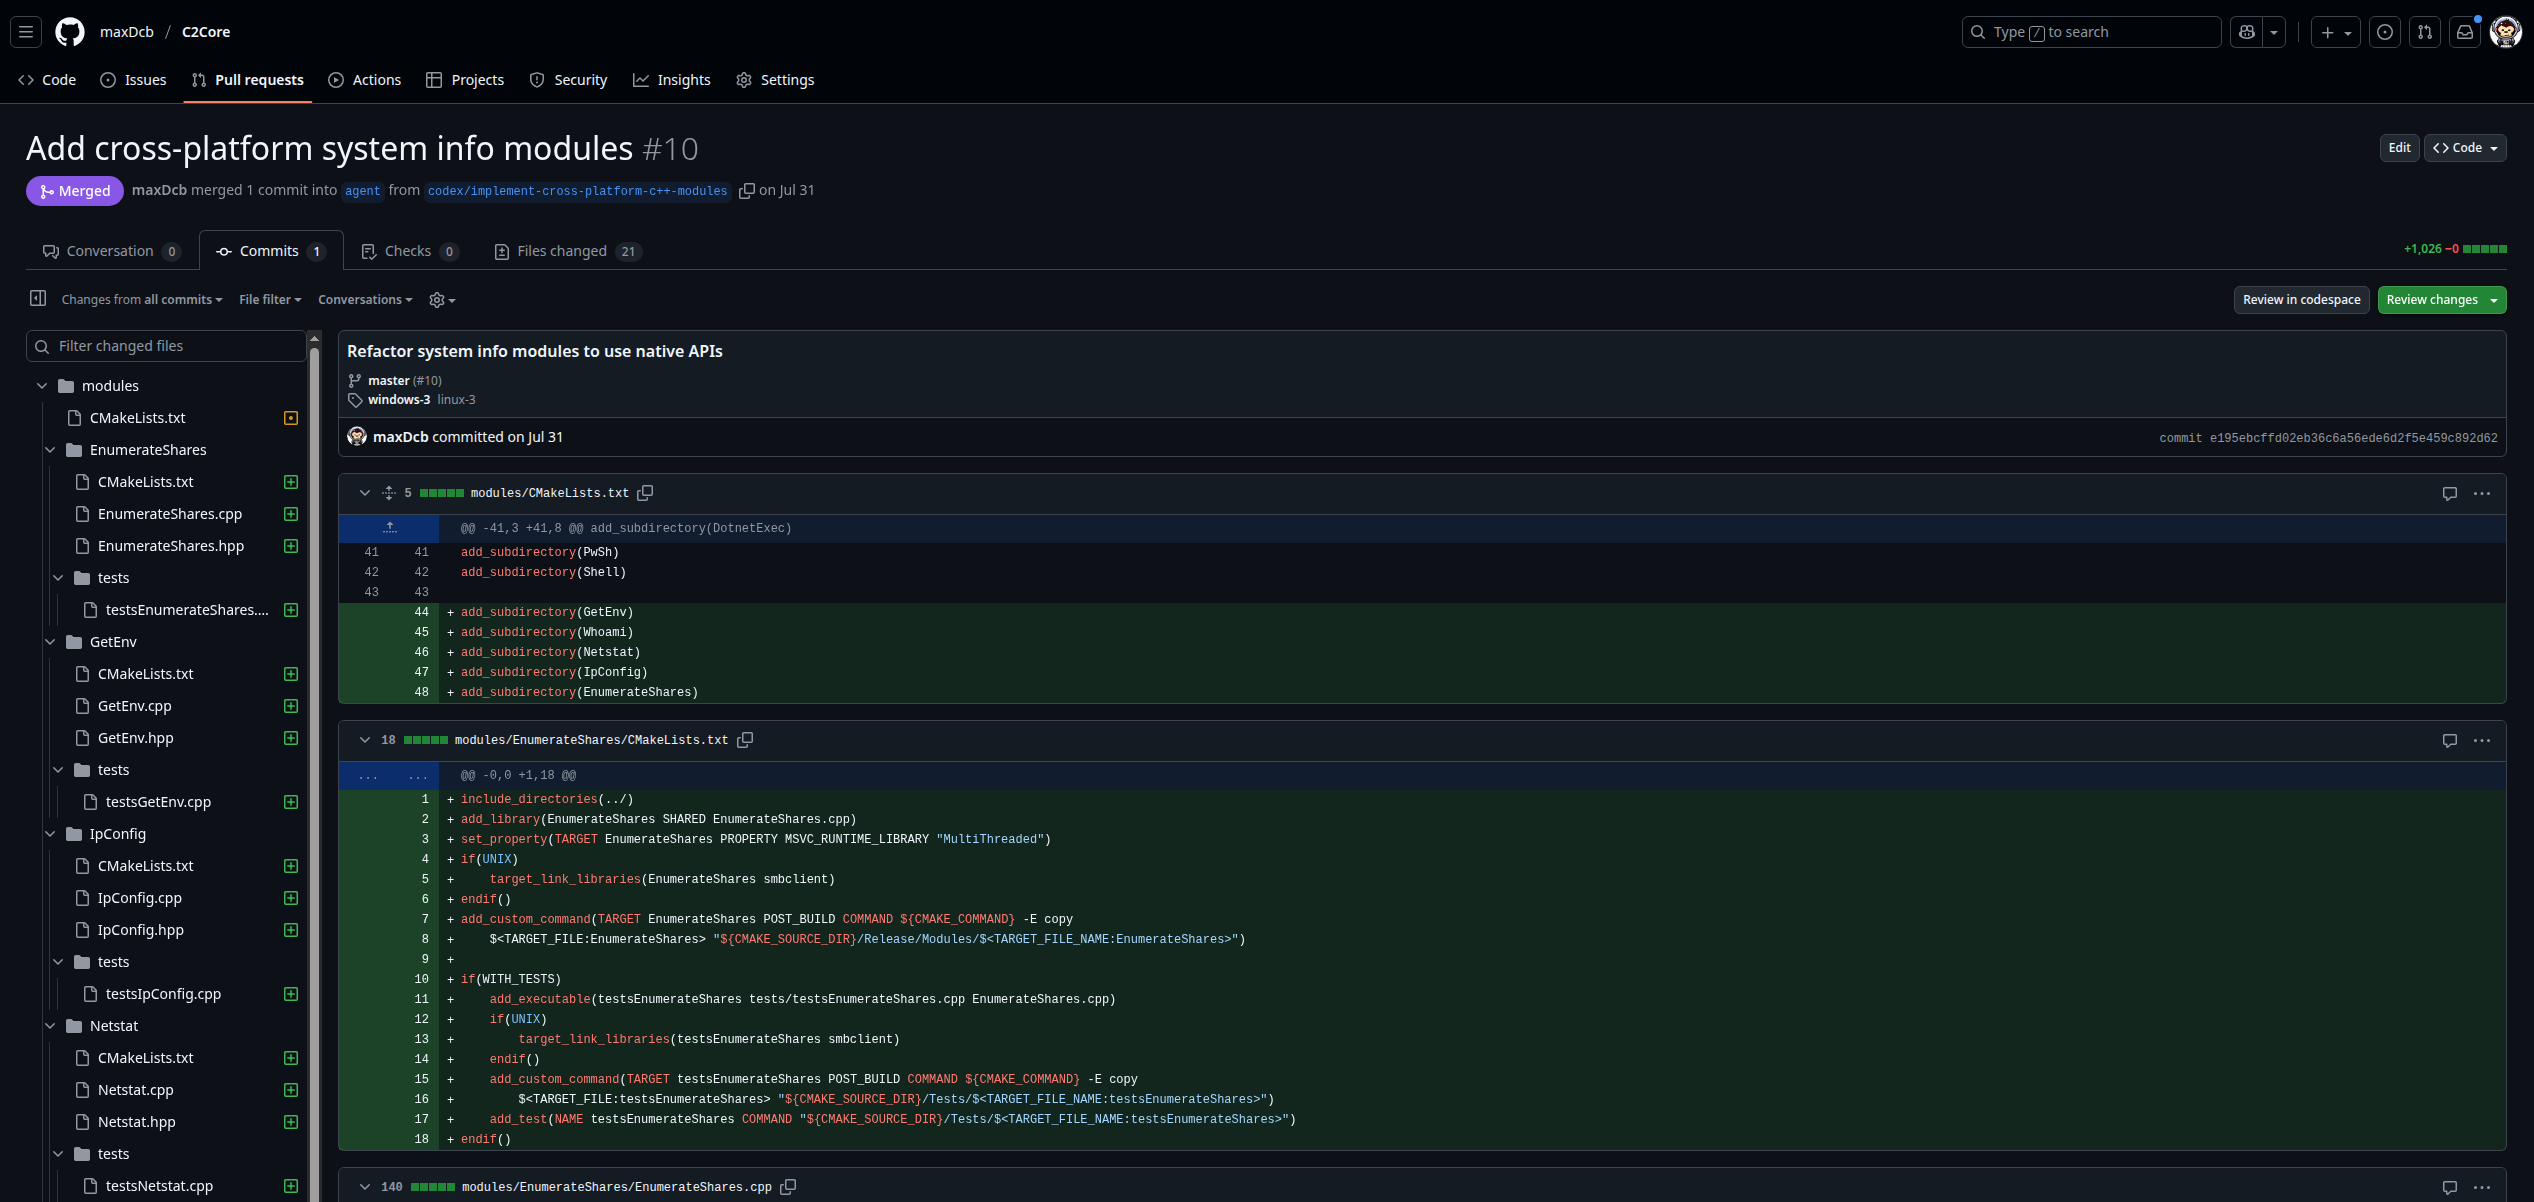 maxDcb / C2Core
Type / to search
Code Issues Pull requests Actions Projects Security Insights Settings
Add cross-platform system info modules #10
Edit Code
Merged maxDcb merged 1 commit into agent from codex/implement-cross-platform-c++-modules on Jul 31
Conversation 0 Commits 1 Checks 0 Files changed 21
+1,026 −0
Changes from all commits File filter Conversations
Review in codespace Review changes
Filter changed files
modules
CMakeLists.txt
EnumerateShares
CMakeLists.txt
EnumerateShares.cpp
EnumerateShares.hpp
tests
testsEnumerateShares....
GetEnv
CMakeLists.txt
GetEnv.cpp
GetEnv.hpp
tests
testsGetEnv.cpp
IpConfig
CMakeLists.txt
IpConfig.cpp
IpConfig.hpp
tests
testsIpConfig.cpp
Netstat
CMakeLists.txt
Netstat.cpp
Netstat.hpp
tests
testsNetstat.cpp
Refactor system info modules to use native APIs
master (#10)
windows-3 linux-3
maxDcb committed on Jul 31
commit e195ebcffd02eb36c6a56ede6d2f5e459c892d62
5 modules/CMakeLists.txt
@@ -41,3 +41,8 @@ add_subdirectory(DotnetExec)
41 41 add_subdirectory(PwSh)
42 42 add_subdirectory(Shell)
43 43
44 + add_subdirectory(GetEnv)
45 + add_subdirectory(Whoami)
46 + add_subdirectory(Netstat)
47 + add_subdirectory(IpConfig)
48 + add_subdirectory(EnumerateShares)
18 modules/EnumerateShares/CMakeLists.txt
... ... @@ -0,0 +1,18 @@
1 + include_directories(../)
2 + add_library(EnumerateShares SHARED EnumerateShares.cpp)
3 + set_property(TARGET EnumerateShares PROPERTY MSVC_RUNTIME_LIBRARY "MultiThreaded")
4 + if(UNIX)
5 + target_link_libraries(EnumerateShares smbclient)
6 + endif()
7 + add_custom_command(TARGET EnumerateShares POST_BUILD COMMAND ${CMAKE_COMMAND} -E copy
8 + $<TARGET_FILE:EnumerateShares> "${CMAKE_SOURCE_DIR}/Release/Modules/$<TARGET_FILE_NAME:EnumerateShares>")
9 +
10 + if(WITH_TESTS)
11 + add_executable(testsEnumerateShares tests/testsEnumerateShares.cpp EnumerateShares.cpp)
12 + if(UNIX)
13 + target_link_libraries(testsEnumerateShares smbclient)
14 + endif()
15 + add_custom_command(TARGET testsEnumerateShares POST_BUILD COMMAND ${CMAKE_COMMAND} -E copy
16 + $<TARGET_FILE:testsEnumerateShares> "${CMAKE_SOURCE_DIR}/Tests/$<TARGET_FILE_NAME:testsEnumerateShares>")
17 + add_test(NAME testsEnumerateShares COMMAND "${CMAKE_SOURCE_DIR}/Tests/$<TARGET_FILE_NAME:testsEnumerateShares>")
18 + endif()
140 modules/EnumerateShares/EnumerateShares.cpp